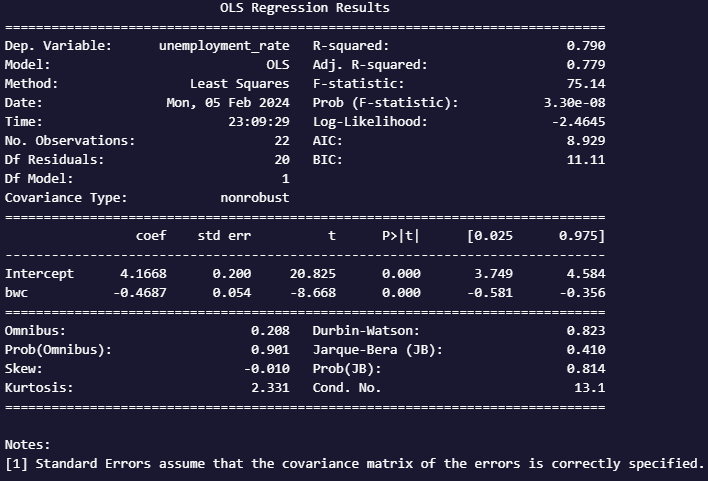 OLS Regression Results
==============================================================================
Dep. Variable: unemployment_rate R-squared: 0.790
Model: OLS Adj. R-squared: 0.779
Method: Least Squares F-statistic: 75.14
Date: Mon, 05 Feb 2024 Prob (F-statistic): 3.30e-08
Time: 23:09:29 Log-Likelihood: -2.4645
No. Observations: 22 AIC: 8.929
Df Residuals: 20 BIC: 11.11
Df Model: 1
Covariance Type: nonrobust
==============================================================================
coef std err t P>|t| [0.025 0.975]
------------------------------------------------------------------------------
Intercept 4.1668 0.200 20.825 0.000 3.749 4.584
bwc -0.4687 0.054 -8.668 0.000 -0.581 -0.356
==============================================================================
Omnibus: 0.208 Durbin-Watson: 0.823
Prob(Omnibus): 0.901 Jarque-Bera (JB): 0.410
Skew: -0.010 Prob(JB): 0.814
Kurtosis: 2.331 Cond. No. 13.1
==============================================================================
Notes:
[1] Standard Errors assume that the covariance matrix of the errors is correctly specified.